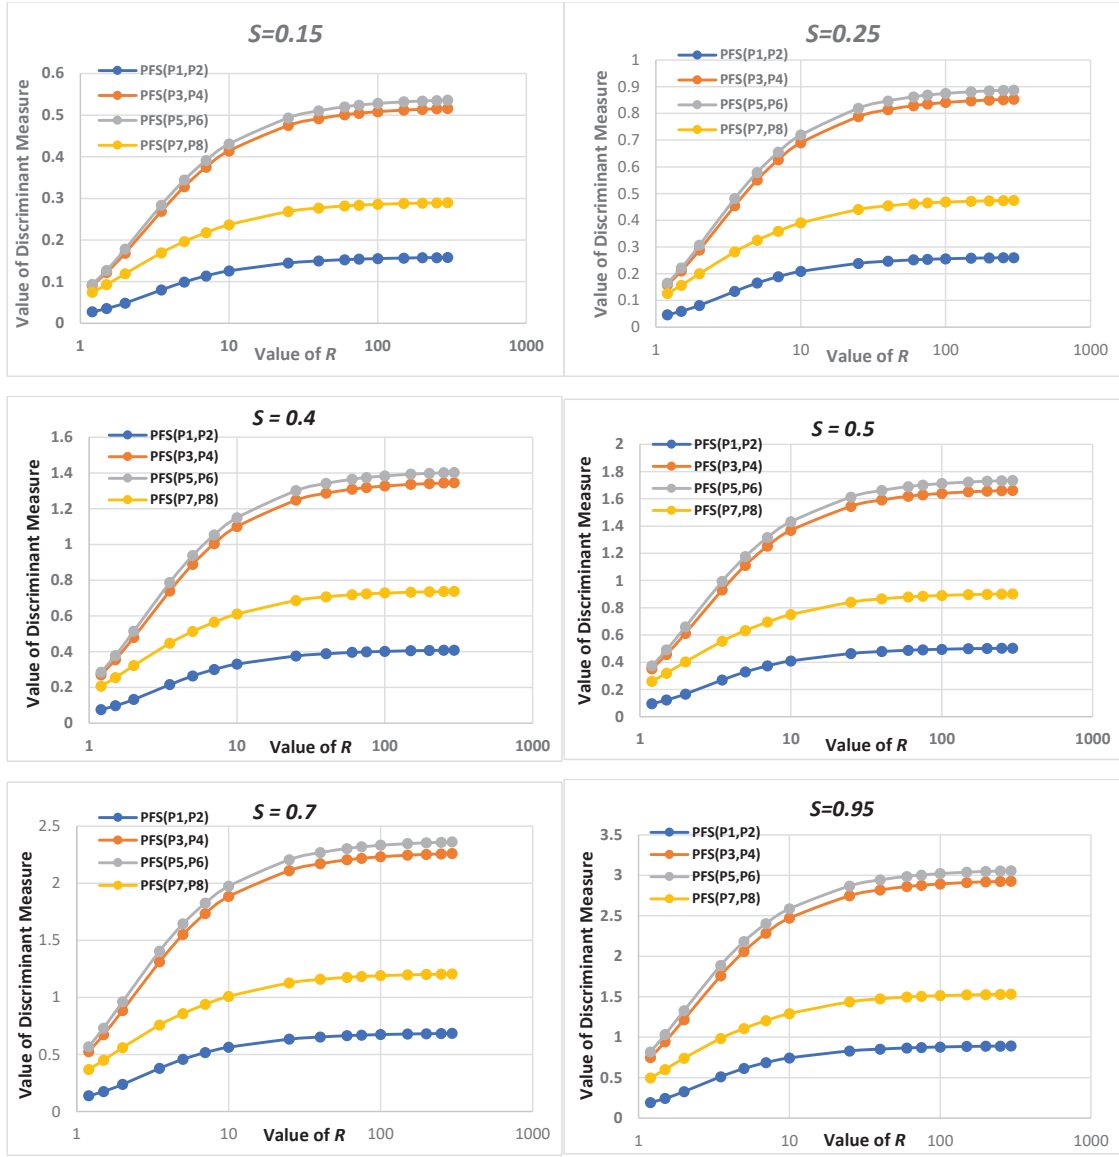 S=0.15
PFS(P1,P2)
PFS(P3,P4)
PFS(P5,P6)
PFS(P7,P8)
Value of Discriminant Measure
0.6
0.5
0.4
0.3
0.2
0.1
0
1 10 100 1000
Value of R
S=0.25
PFS(P1,P2)
PFS(P3,P4)
PFS(P5,P6)
PFS(P7,P8)
Value of Discriminant Measure
1
0.9
0.8
0.7
0.6
0.5
0.4
0.3
0.2
0.1
0
1 10 100 1000
Value of R
S = 0.4
PFS(P1,P2)
PFS(P3,P4)
PFS(P5,P6)
PFS(P7,P8)
Value of Discriminant Measure
1.6
1.4
1.2
1
0.8
0.6
0.4
0.2
0
1 10 100 1000
Value of R
S = 0.5
PFS(P1,P2)
PFS(P3,P4)
PFS(P5,P6)
PFS(P7,P8)
Value of Discriminant Measure
2
1.8
1.6
1.4
1.2
1
0.8
0.6
0.4
0.2
0
1 10 100 1000
Value of R
S = 0.7
PFS(P1,P2)
PFS(P3,P4)
PFS(P5,P6)
PFS(P7,P8)
Value of Discriminant Measure
2.5
2
1.5
1
0.5
0
1 10 100 1000
Value of R
S=0.95
PFS(P1,P2)
PFS(P3,P4)
PFS(P5,P6)
PFS(P7,P8)
Value of Discriminant Measure
3.5
3
2.5
2
1.5
1
0.5
0
1 10 100 1000
Value of R